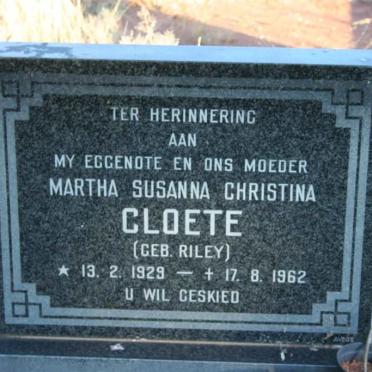 TER HERINNERING
AAN
MY EGGENOTE EN ONS MOEDER
MARTHA SUSANNA CHRISTINA
CLOETE
(GEB. RILEY)
★ 13. 2. 1929 — + 17. 8. 1962
U WIL GESKIED